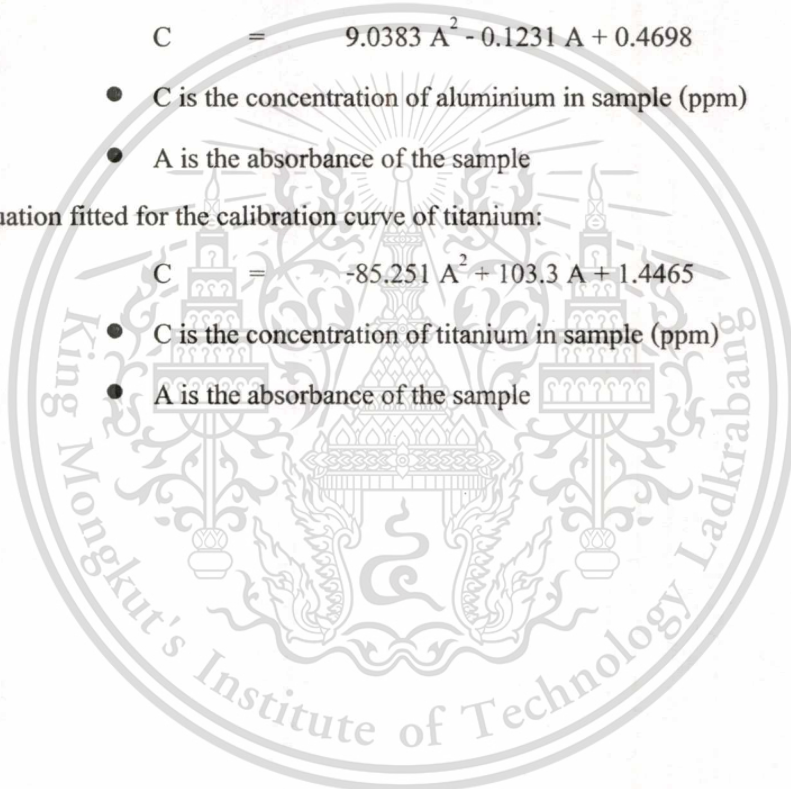 C = 9.0383 A² - 0.1231 A + 0.4698
● C is the concentration of aluminium in sample (ppm)
● A is the absorbance of the sample
uation fitted for the calibration curve of titanium:
C = -85.251 A² + 103.3 A + 1.4465
● C is the concentration of titanium in sample (ppm)
● A is the absorbance of the sample
King Mongkut's Institute of Technology Ladkrabang